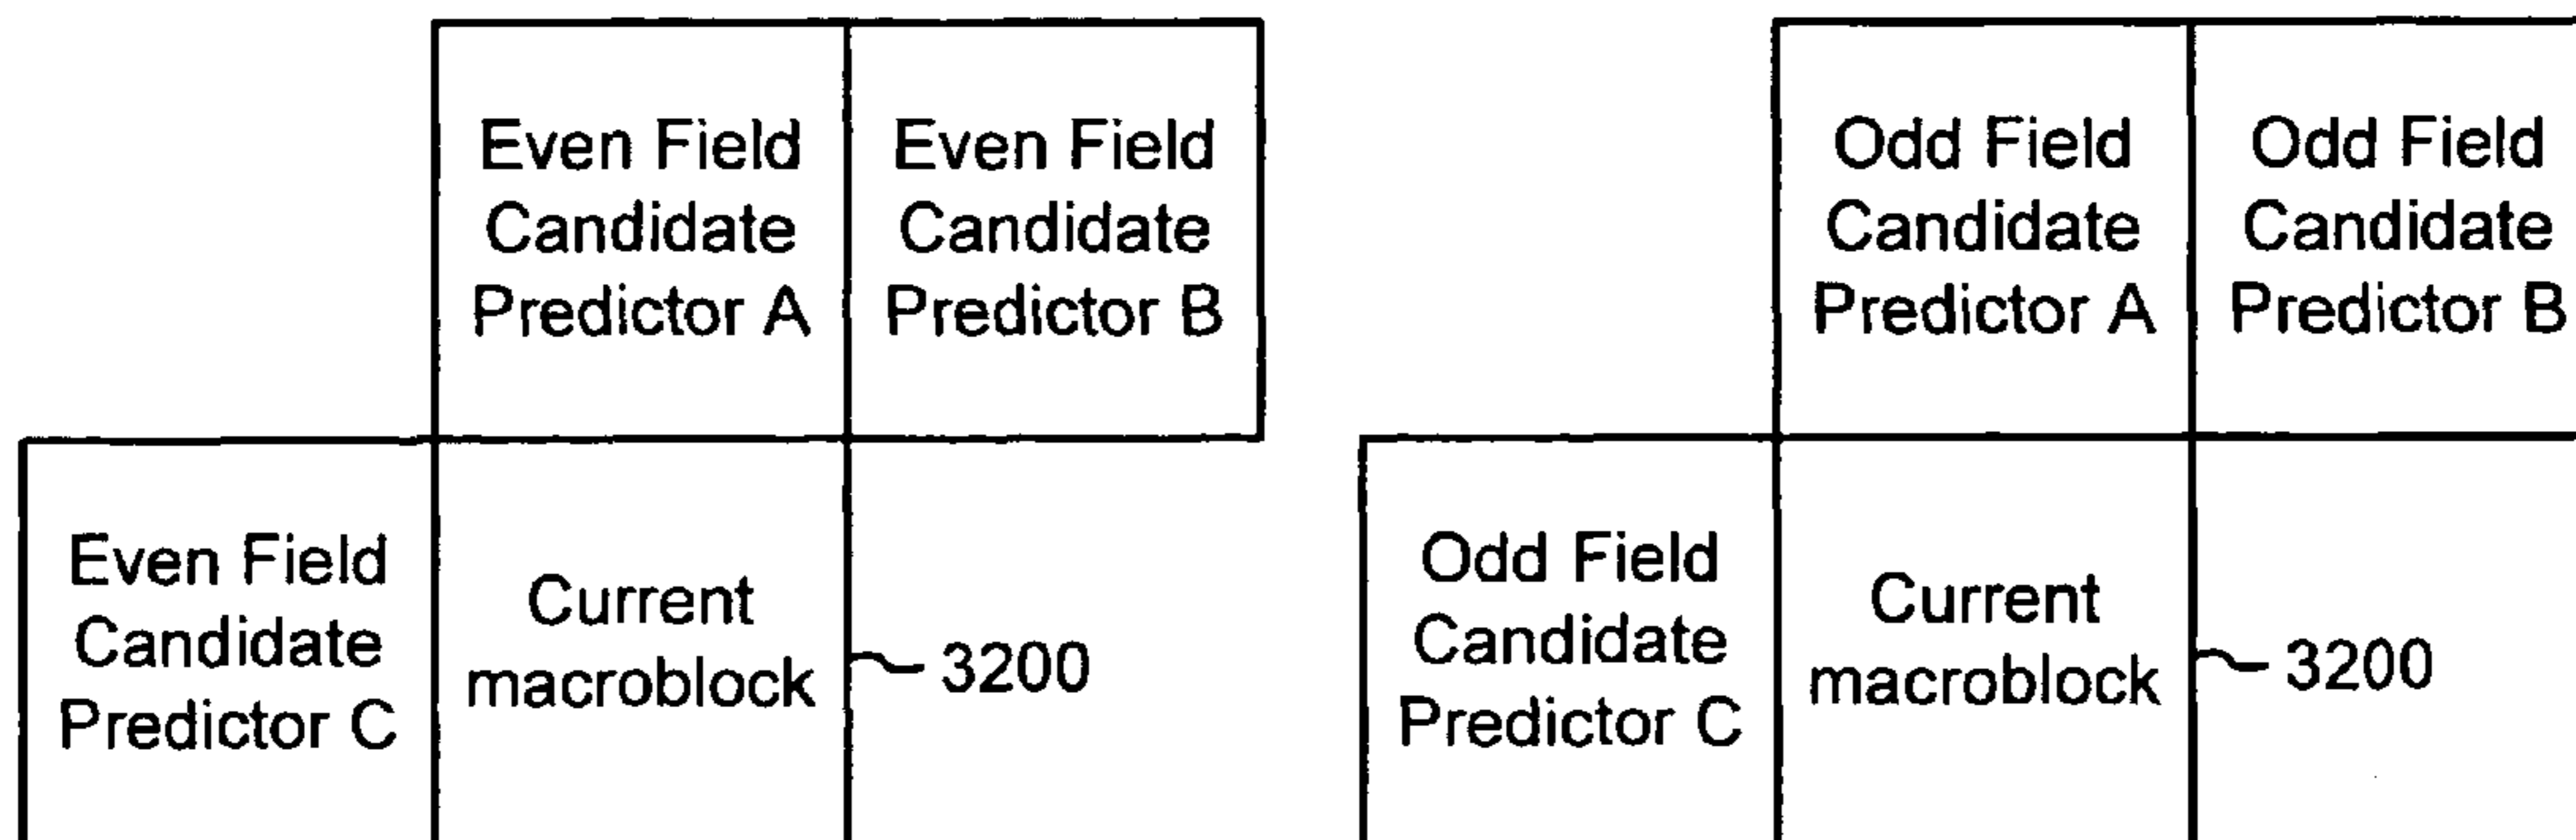 Even Field
Candidate
Predictor A
Even Field
Candidate
Predictor B
Even Field
Candidate
Predictor C
Current
macroblock
3200
Odd Field
Candidate
Predictor A
Odd Field
Candidate
Predictor B
Odd Field
Candidate
Predictor C
Current
macroblock
3200